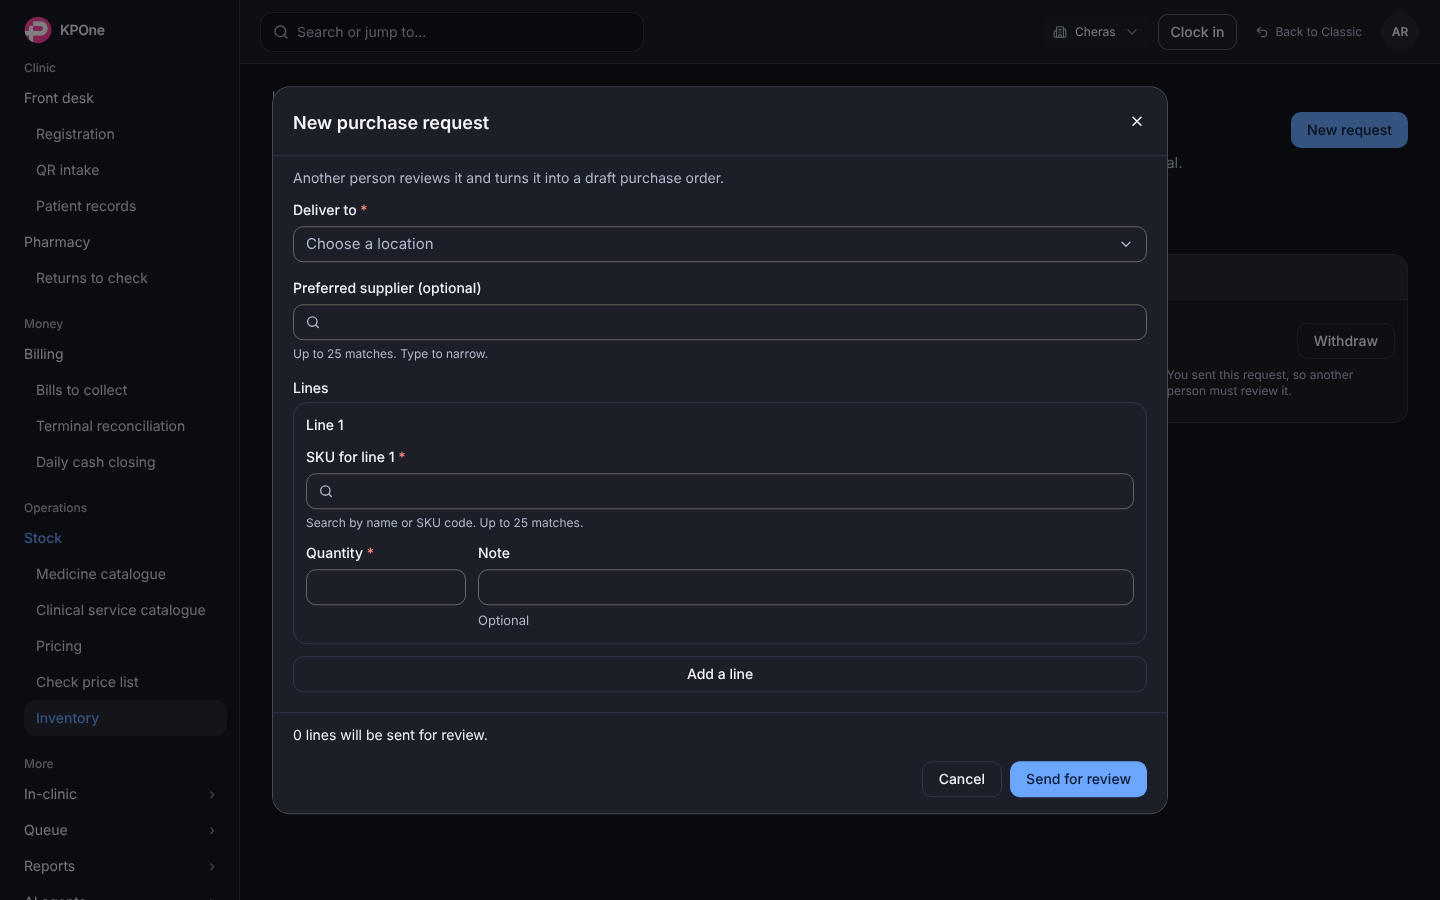 KPOne
Search or jump to...
Cheras
Clock in
Back to Classic
AR
Clinic
Front desk
Registration
QR intake
Patient records
Pharmacy
Returns to check
Money
Billing
Bills to collect
Terminal reconciliation
Daily cash closing
Operations
Stock
Medicine catalogue
Clinical service catalogue
Pricing
Check price list
Inventory
More
In-clinic
Queue
Reports
New request
al.
Withdraw
You sent this request, so another
person must review it.
New purchase request
Another person reviews it and turns it into a draft purchase order.
Deliver to *
Choose a location
Preferred supplier (optional)
Up to 25 matches. Type to narrow.
Lines
Line 1
SKU for line 1 *
Search by name or SKU code. Up to 25 matches.
Quantity *
Note
Optional
Add a line
0 lines will be sent for review.
Cancel
Send for review